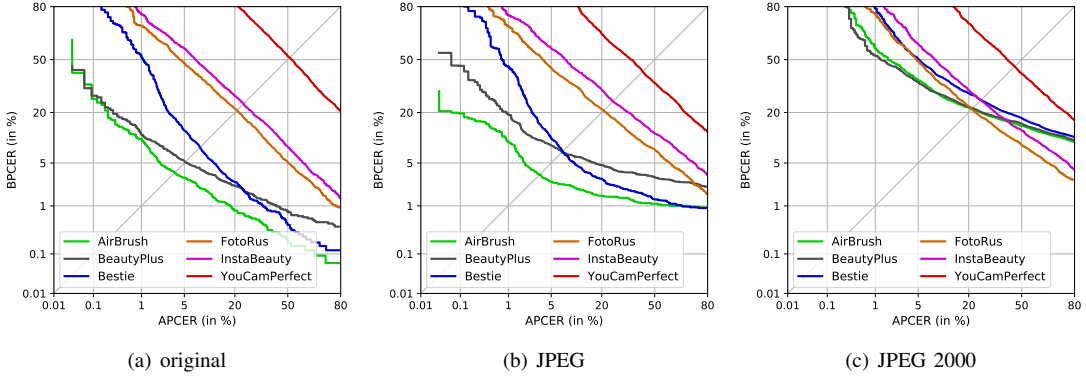 80
50
20
5
1
0.1
0.01
BPCER (in %)
AirBrush
BeautyPlus
Bestie
FotoRus
InstaBeauty
YouCamPerfect
0.01 0.1 1 5 20 50 80
APCER (in %)
(a) original
80
50
20
5
1
0.1
0.01
BPCER (in %)
AirBrush
BeautyPlus
Bestie
FotoRus
InstaBeauty
YouCamPerfect
0.01 0.1 1 5 20 50 80
APCER (in %)
(b) JPEG
80
50
20
5
1
0.1
0.01
BPCER (in %)
AirBrush
BeautyPlus
Bestie
FotoRus
InstaBeauty
YouCamPerfect
0.01 0.1 1 5 20 50 80
APCER (in %)
(c) JPEG 2000